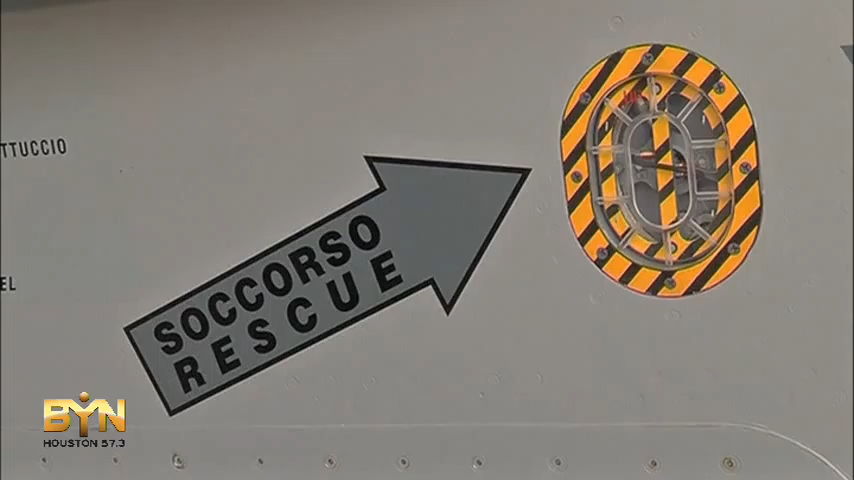 TTUCCIO
EL
SOCCORSO
RESCUE
BYN
HOUSTON 57.3